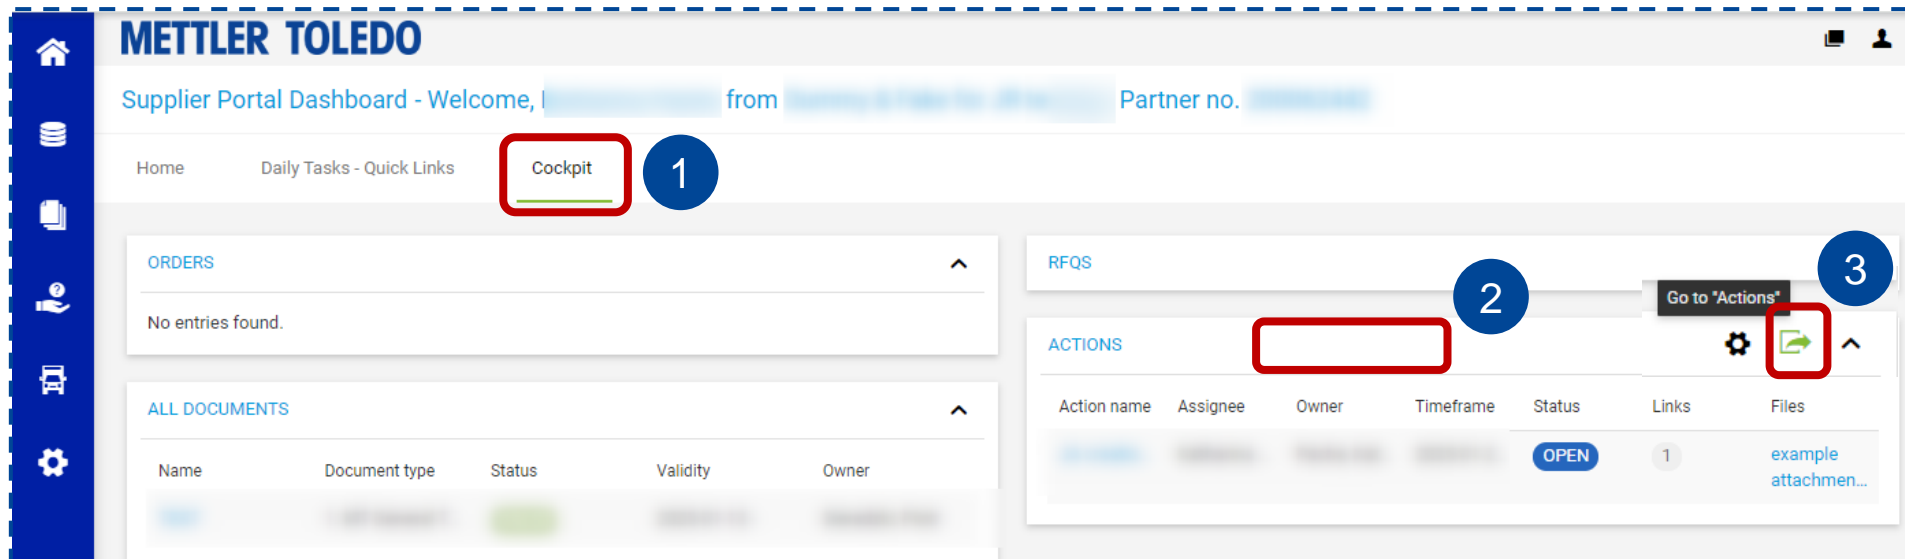 METTLER TOLEDO
Supplier Portal Dashboard - Welcome, from Partner no.
Home Daily Tasks - Quick Links Cockpit 1
ORDERS
No entries found.
ALL DOCUMENTS
Name Document type Status Validity Owner
RFQS
3
2
Go to "Actions"
ACTIONS
Action name Assignee Owner Timeframe Status Links Files
OPEN 1 example
attachmen...